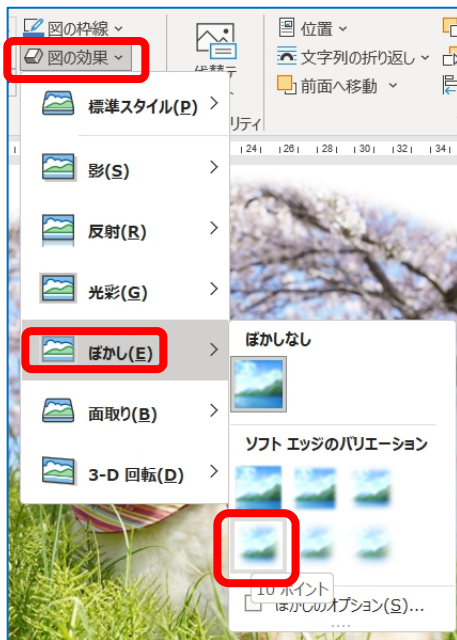 図の枠線
位置
図の効果
文字列の折り返し
前面へ移動
リティ
標準スタイル(P)
24 26 28 30 32 34
影(S)
反射(R)
光彩(G)
ぼかし(E)
ぼかしなし
面取り(B)
ソフト エッジのバリエーション
3-D 回転(D)
10 ポイント
ぼかしのオプション(S)...